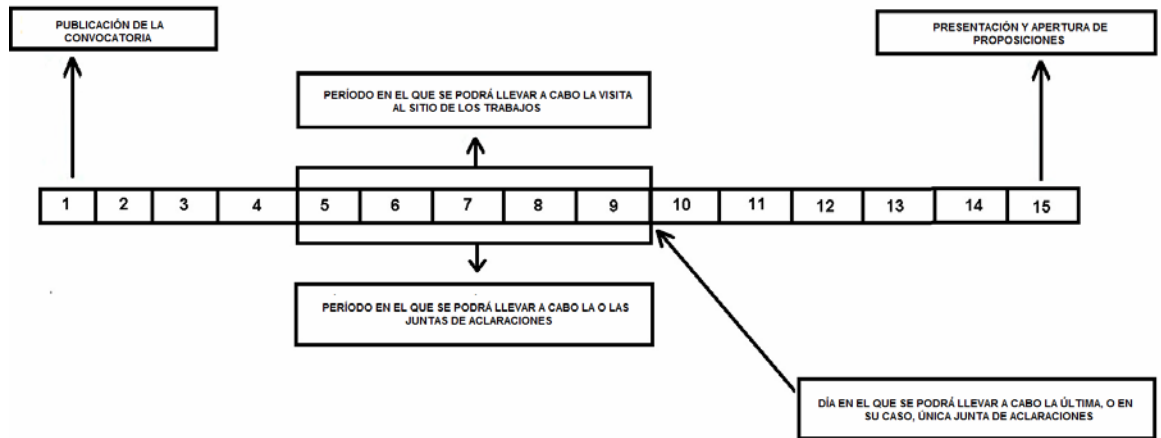 PUBLICACIÓN DE LA
CONVOCATORIA
PRESENTACIÓN Y APERTURA DE
PROPOSICIONES
PERÍODO EN EL QUE SE PODRÁ LLEVAR A CABO LA VISITA
AL SITIO DE LOS TRABAJOS
1 2 3 4 5 6 7 8 9 10 11 12 13 14 15
PERÍODO EN EL QUE SE PODRÁ LLEVAR A CABO LA O LAS
JUNTAS DE ACLARACIONES
DÍA EN EL QUE SE PODRÁ LLEVAR A CABO LA ÚLTIMA, O EN
SU CASO, ÚNICA JUNTA DE ACLARACIONES